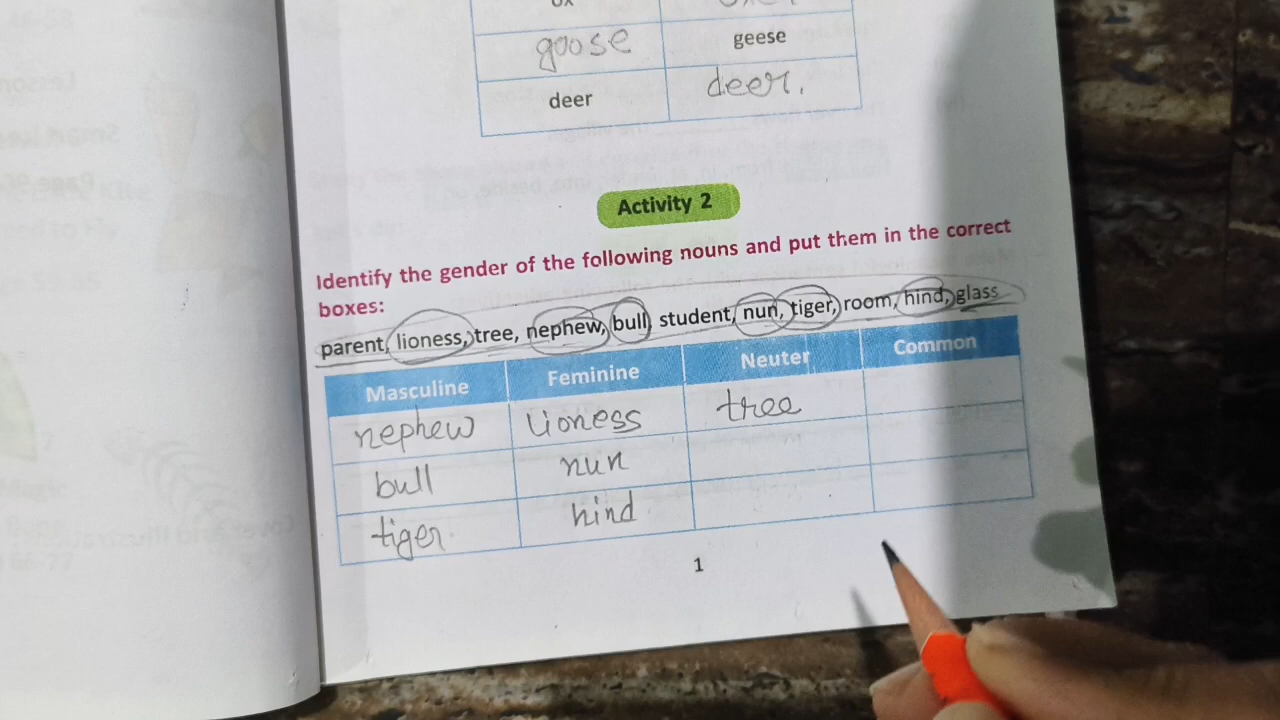 goose geese
deer deer.
Activity 2
Identify the gender of the following nouns and put them in the correct
boxes:
parent, lioness, tree, nephew, bull, student, nun, tiger, room, hind, glass
Masculine Feminine Neuter Common
nephew lioness tree
bull nun
tiger. hind
1